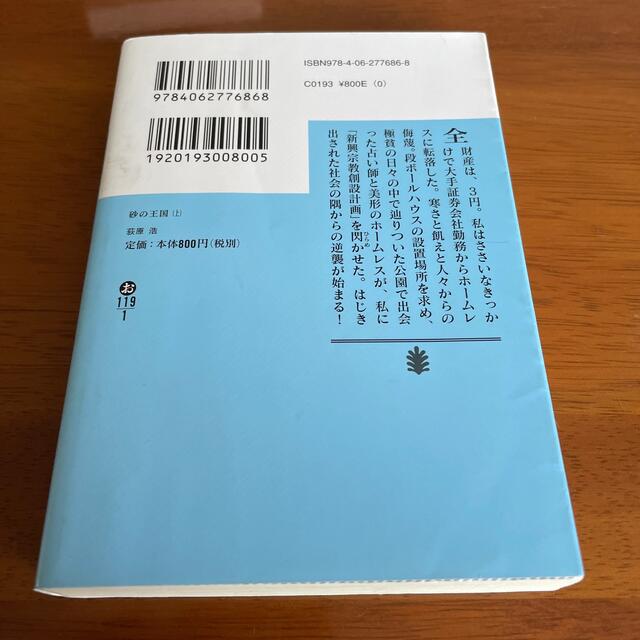 ISBN978-4-06-277686-8
C0193 ¥800E (0)
9784062776868
1920193008005
砂の王国(上)
荻原 浩
定価:本体800円(税別)
お
119
1
全財産は、3円。私はささいなきっか
けで大手証券会社勤務からホームレ
スに転落した。寒さと飢えと人々からの
侮蔑。段ボールハウスの設置場所を求め、
極貧の日々の中で辿りついた公園で出会
った占い師と美形のホームレスが、私に
「新興宗教創設計画」を閃かせた。はじき
ひらめ
出された社会の隅からの逆襲が始まる!